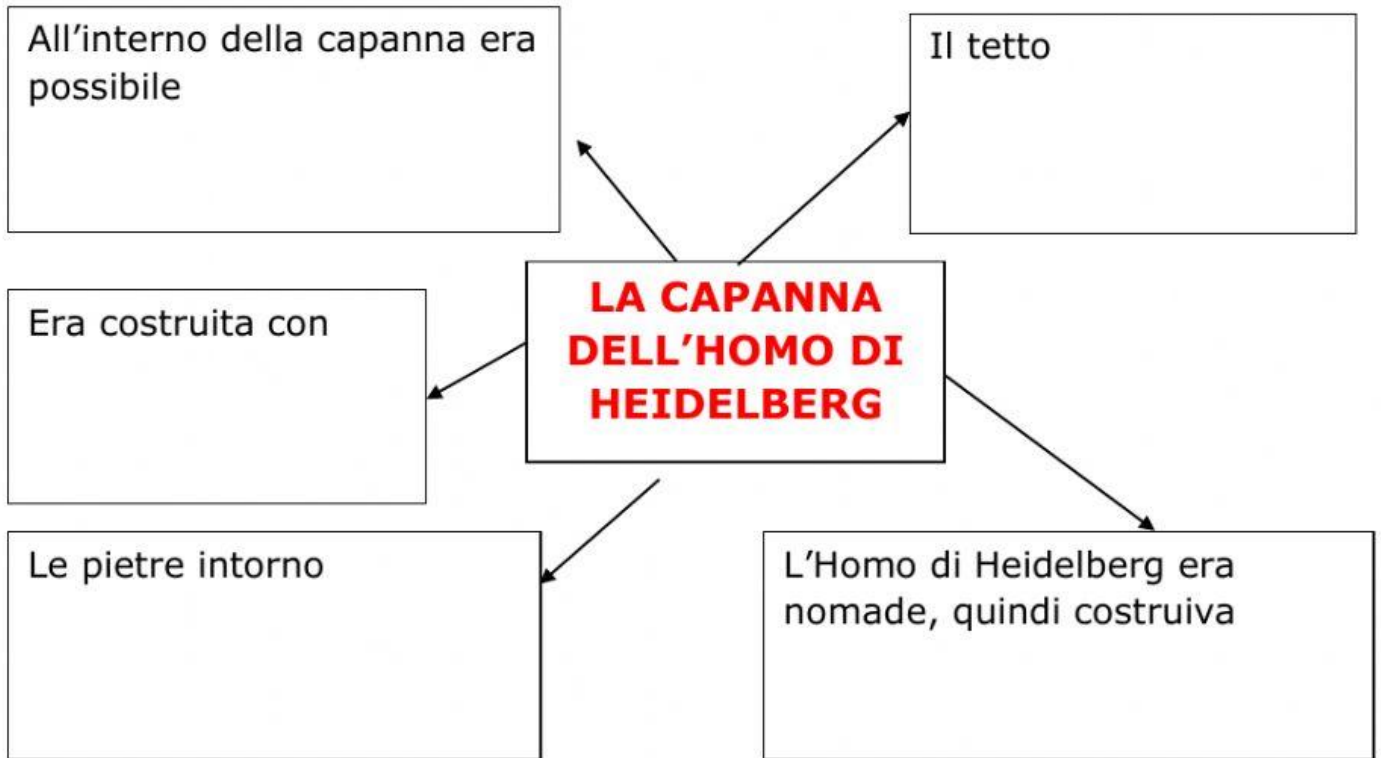 All'interno della capanna era
possibile
Il tetto
LA CAPANNA
DELL'HOMO DI
HEIDELBERG
Era costruita con
Le pietre intorno
L'Homo di Heidelberg era
nomade, quindi costruiva